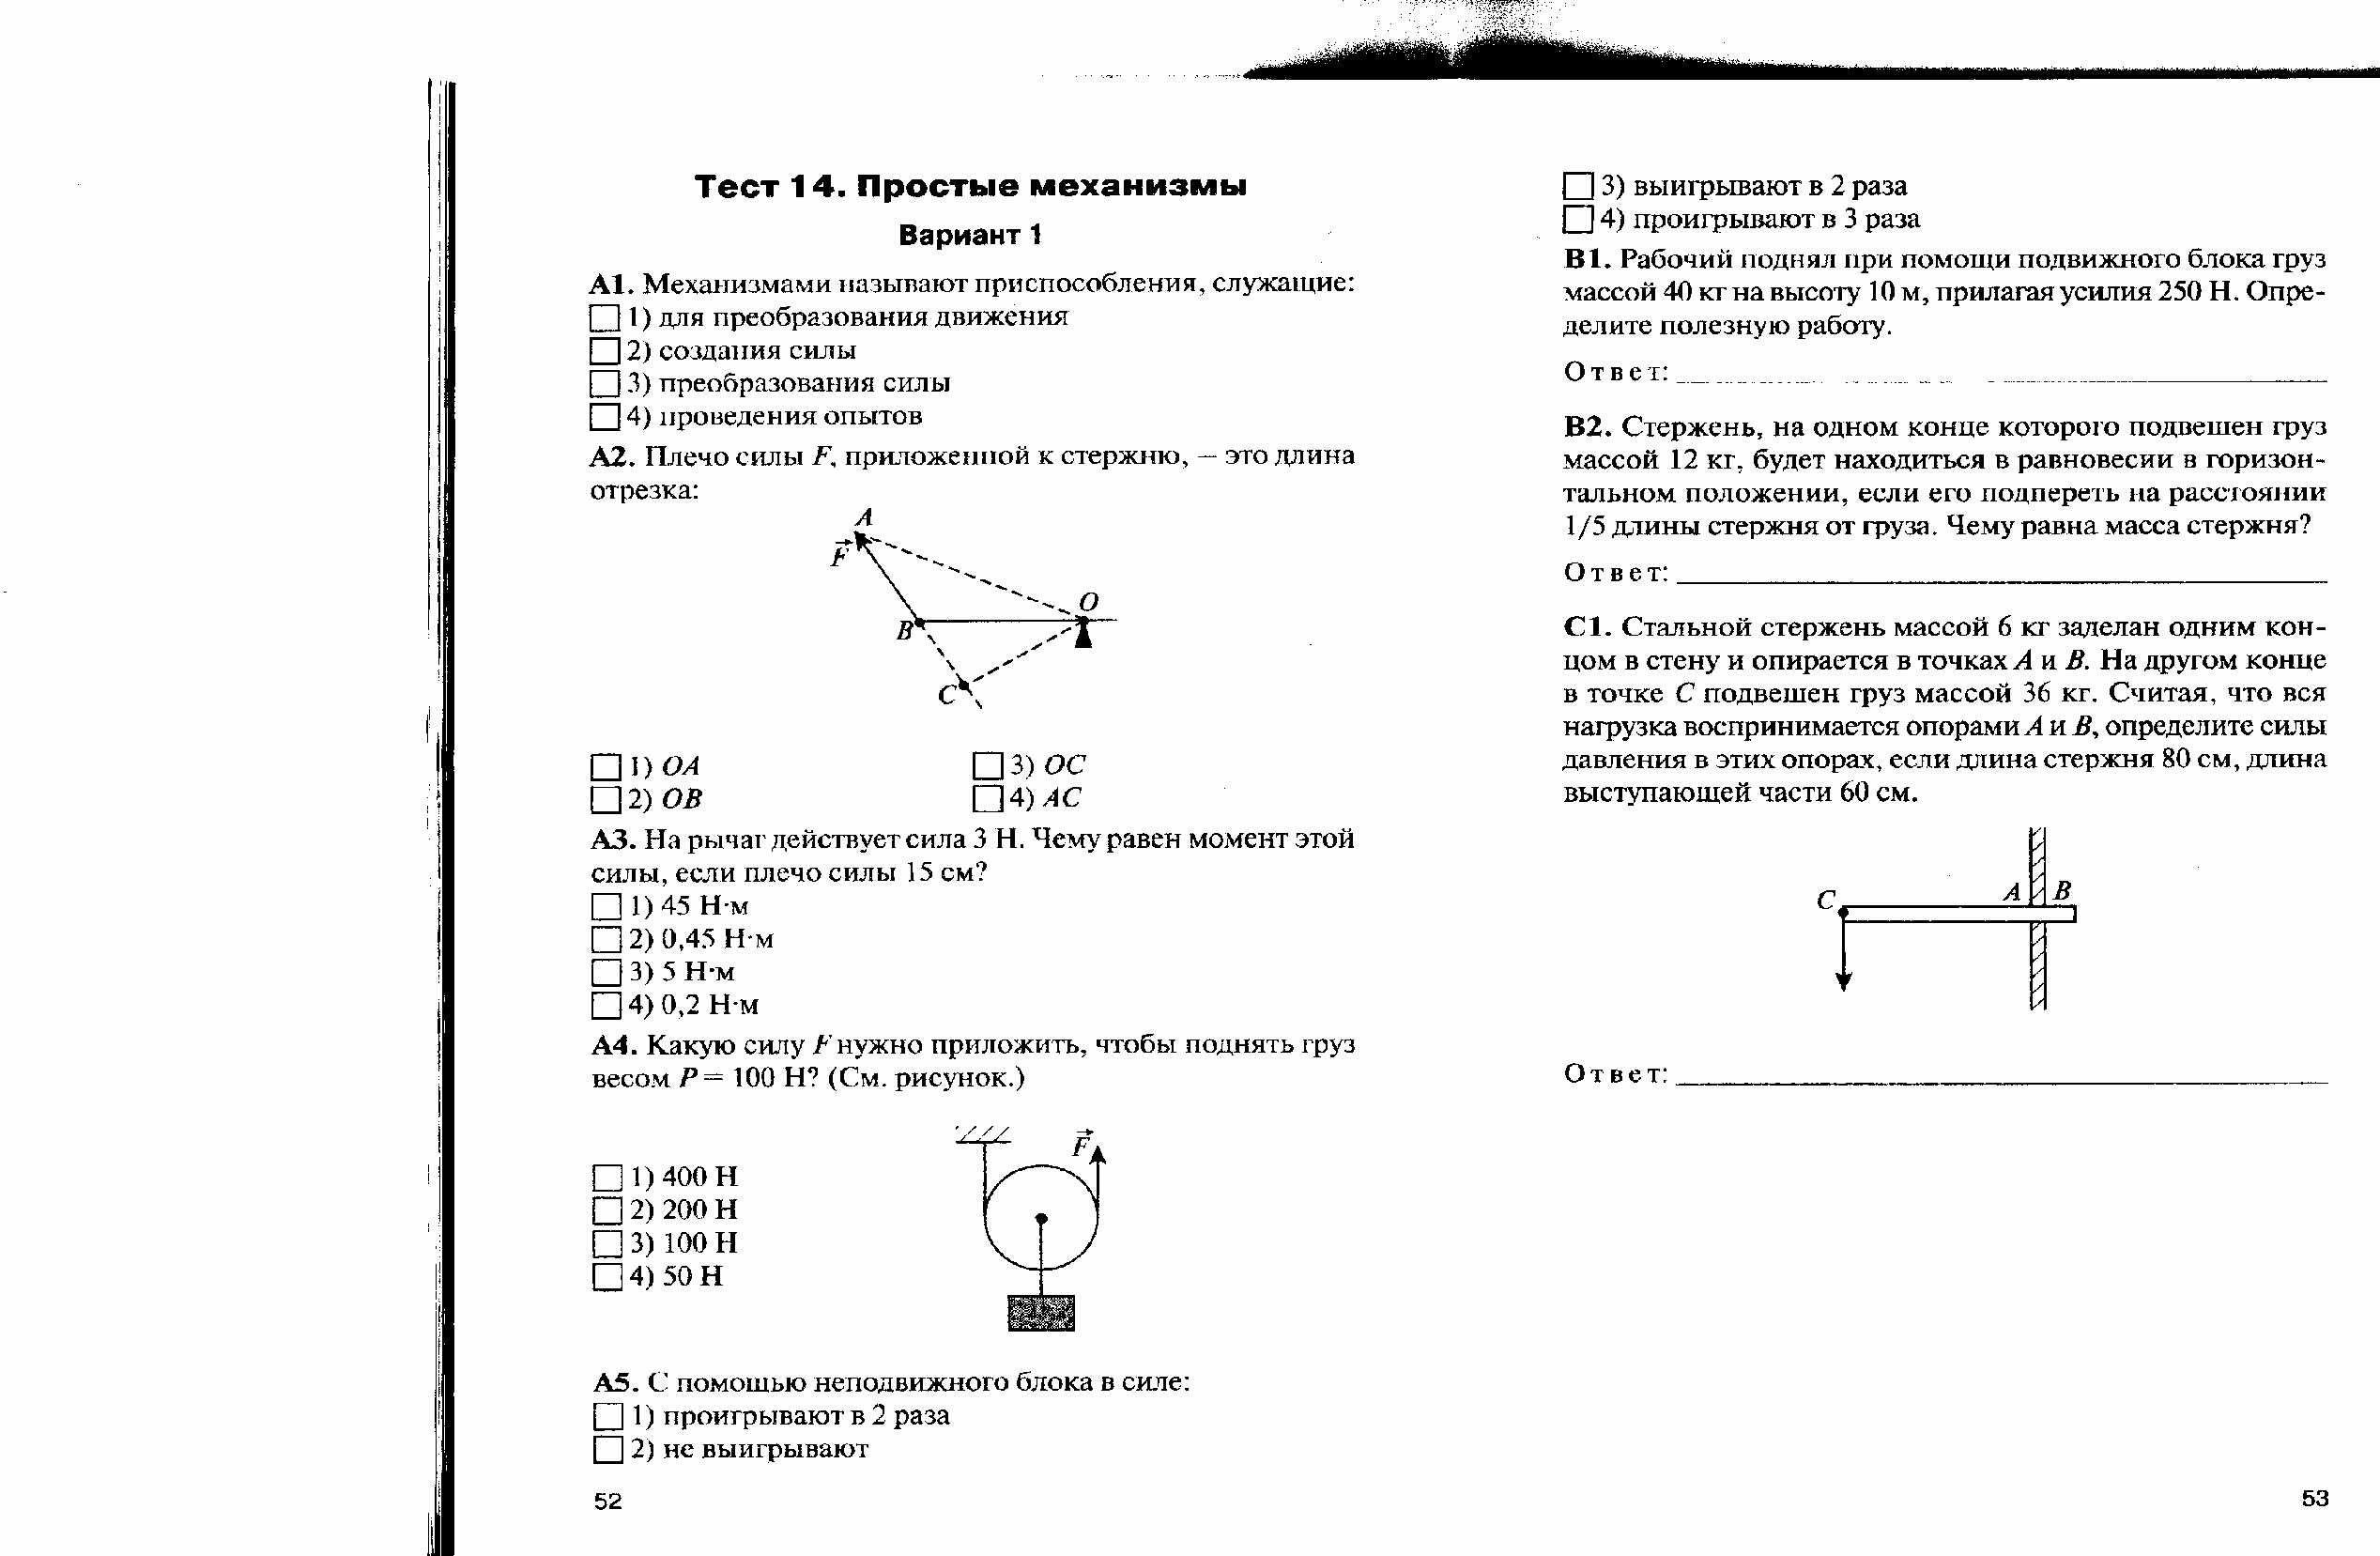 Тест 14. Простые механизмы
Вариант 1
А1. Механизмами называют приспособления, служащие:
1) для преобразования движения
2) создания силы
3) преобразования силы
4) проведения опытов
А2. Плечо силы F, приложенной к стержню, – это длина
отрезка:
A
F
O
B
C
1) OA
3) OC
2) OB
4) AC
А3. На рычаг действует сила 3 Н. Чему равен момент этой
силы, если плечо силы 15 см?
1) 45 Н·м
2) 0,45 Н·м
3) 5 Н·м
4) 0,2 Н·м
А4. Какую силу F нужно приложить, чтобы поднять груз
весом P = 100 Н? (См. рисунок.)
F
1) 400 Н
2) 200 Н
3) 100 Н
4) 50 Н
А5. С помощью неподвижного блока в силе:
1) проигрывают в 2 раза
2) не выигрывают
52
3) выигрывают в 2 раза
4) проигрывают в 3 раза
В1. Рабочий поднял при помощи подвижного блока груз
массой 40 кг на высоту 10 м, прилагая усилия 250 Н. Опре-
делите полезную работу.
Ответ:
В2. Стержень, на одном конце которого подвешен груз
массой 12 кг, будет находиться в равновесии в горизон-
тальном положении, если его подпереть на расстоянии
1/5 длины стержня от груза. Чему равна масса стержня?
Ответ:
С1. Стальной стержень массой 6 кг заделан одним кон-
цом в стену и опирается в точках A и B. На другом конце
в точке C подвешен груз массой 36 кг. Считая, что вся
нагрузка воспринимается опорами A и B, определите силы
давления в этих опорах, если длина стержня 80 см, длина
выступающей части 60 см.
C
A
B
Ответ:
53